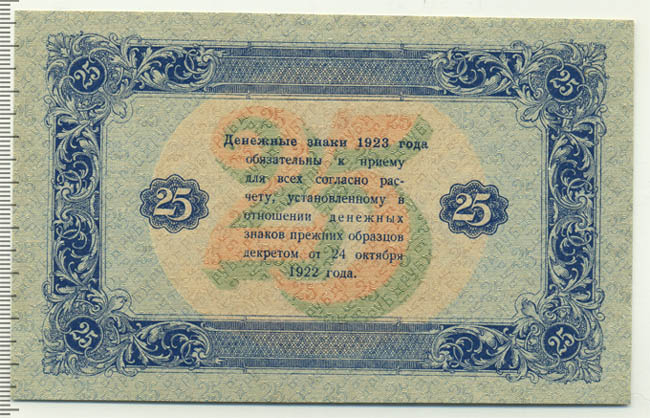 25 25
Денежные знаки 1923 года
обязательны к приему
для всех согласно рас-
25 чету, установленному в 25
отношении денежных
знаков прежних образцов
декретом от 24 октября
1922 года.
25 25